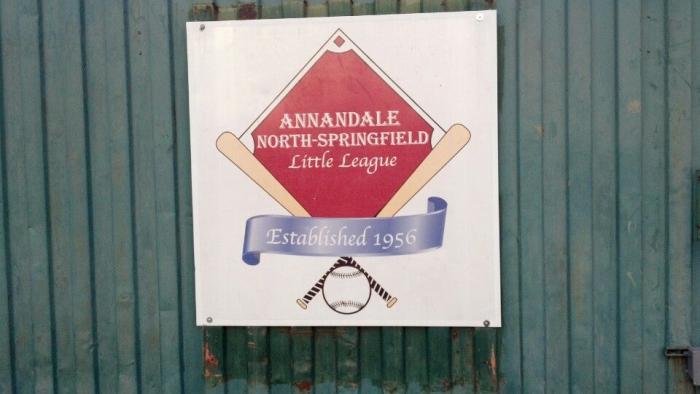 ANNANDALE
NORTH-SPRINGFIELD
Little League
Established 1956